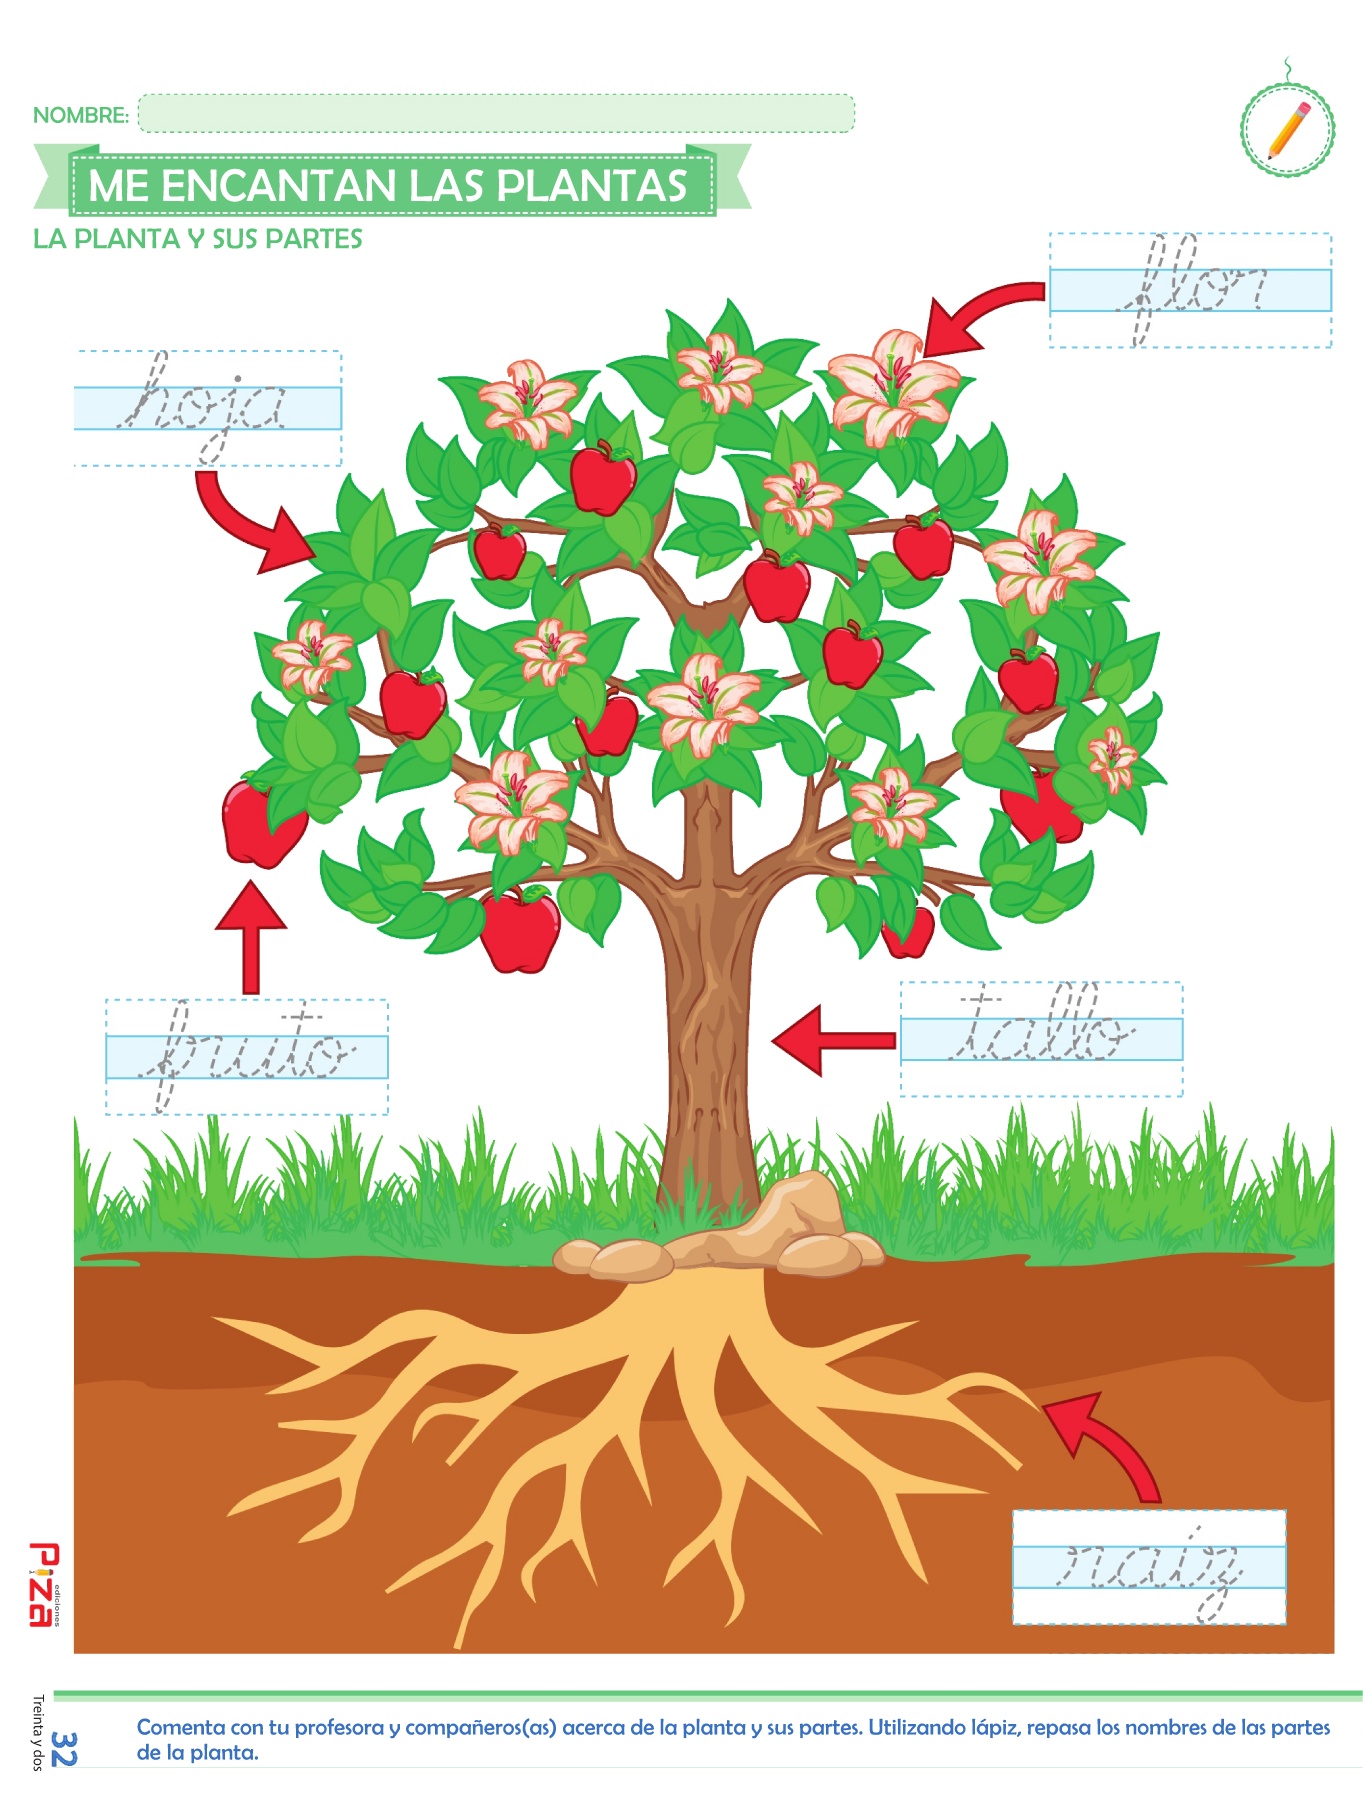 NOMBRE:
ME ENCANTAN LAS PLANTAS
LA PLANTA Y SUS PARTES
flor
hoja
fruto
tallo
raíz
Piza
ediciones
Treinta y dos
32
Comenta con tu profesora y compañeros(as) acerca de la planta y sus partes. Utilizando lápiz, repasa los nombres de las partes
de la planta.